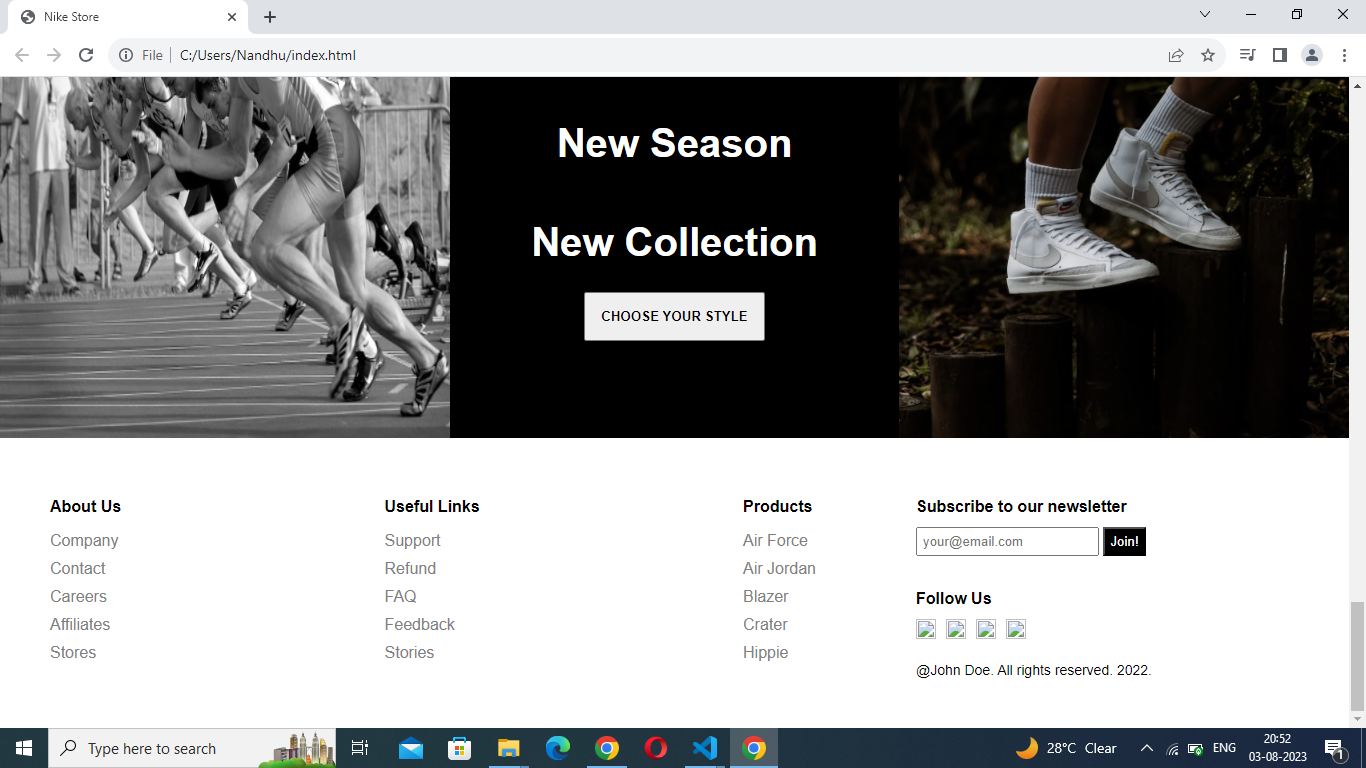 Nike Store
File
C:/Users/Nandhu/index.html
New Season
New Collection
CHOOSE YOUR STYLE
About Us
Company
Contact
Careers
Affiliates
Stores
Useful Links
Support
Refund
FAQ
Feedback
Stories
Products
Air Force
Air Jordan
Blazer
Crater
Hippie
Subscribe to our newsletter
your@email.com
Join!
Follow Us
@John Doe. All rights reserved. 2022.
Type here to search
28°C Clear
ENG
20:52
03-08-2023
1